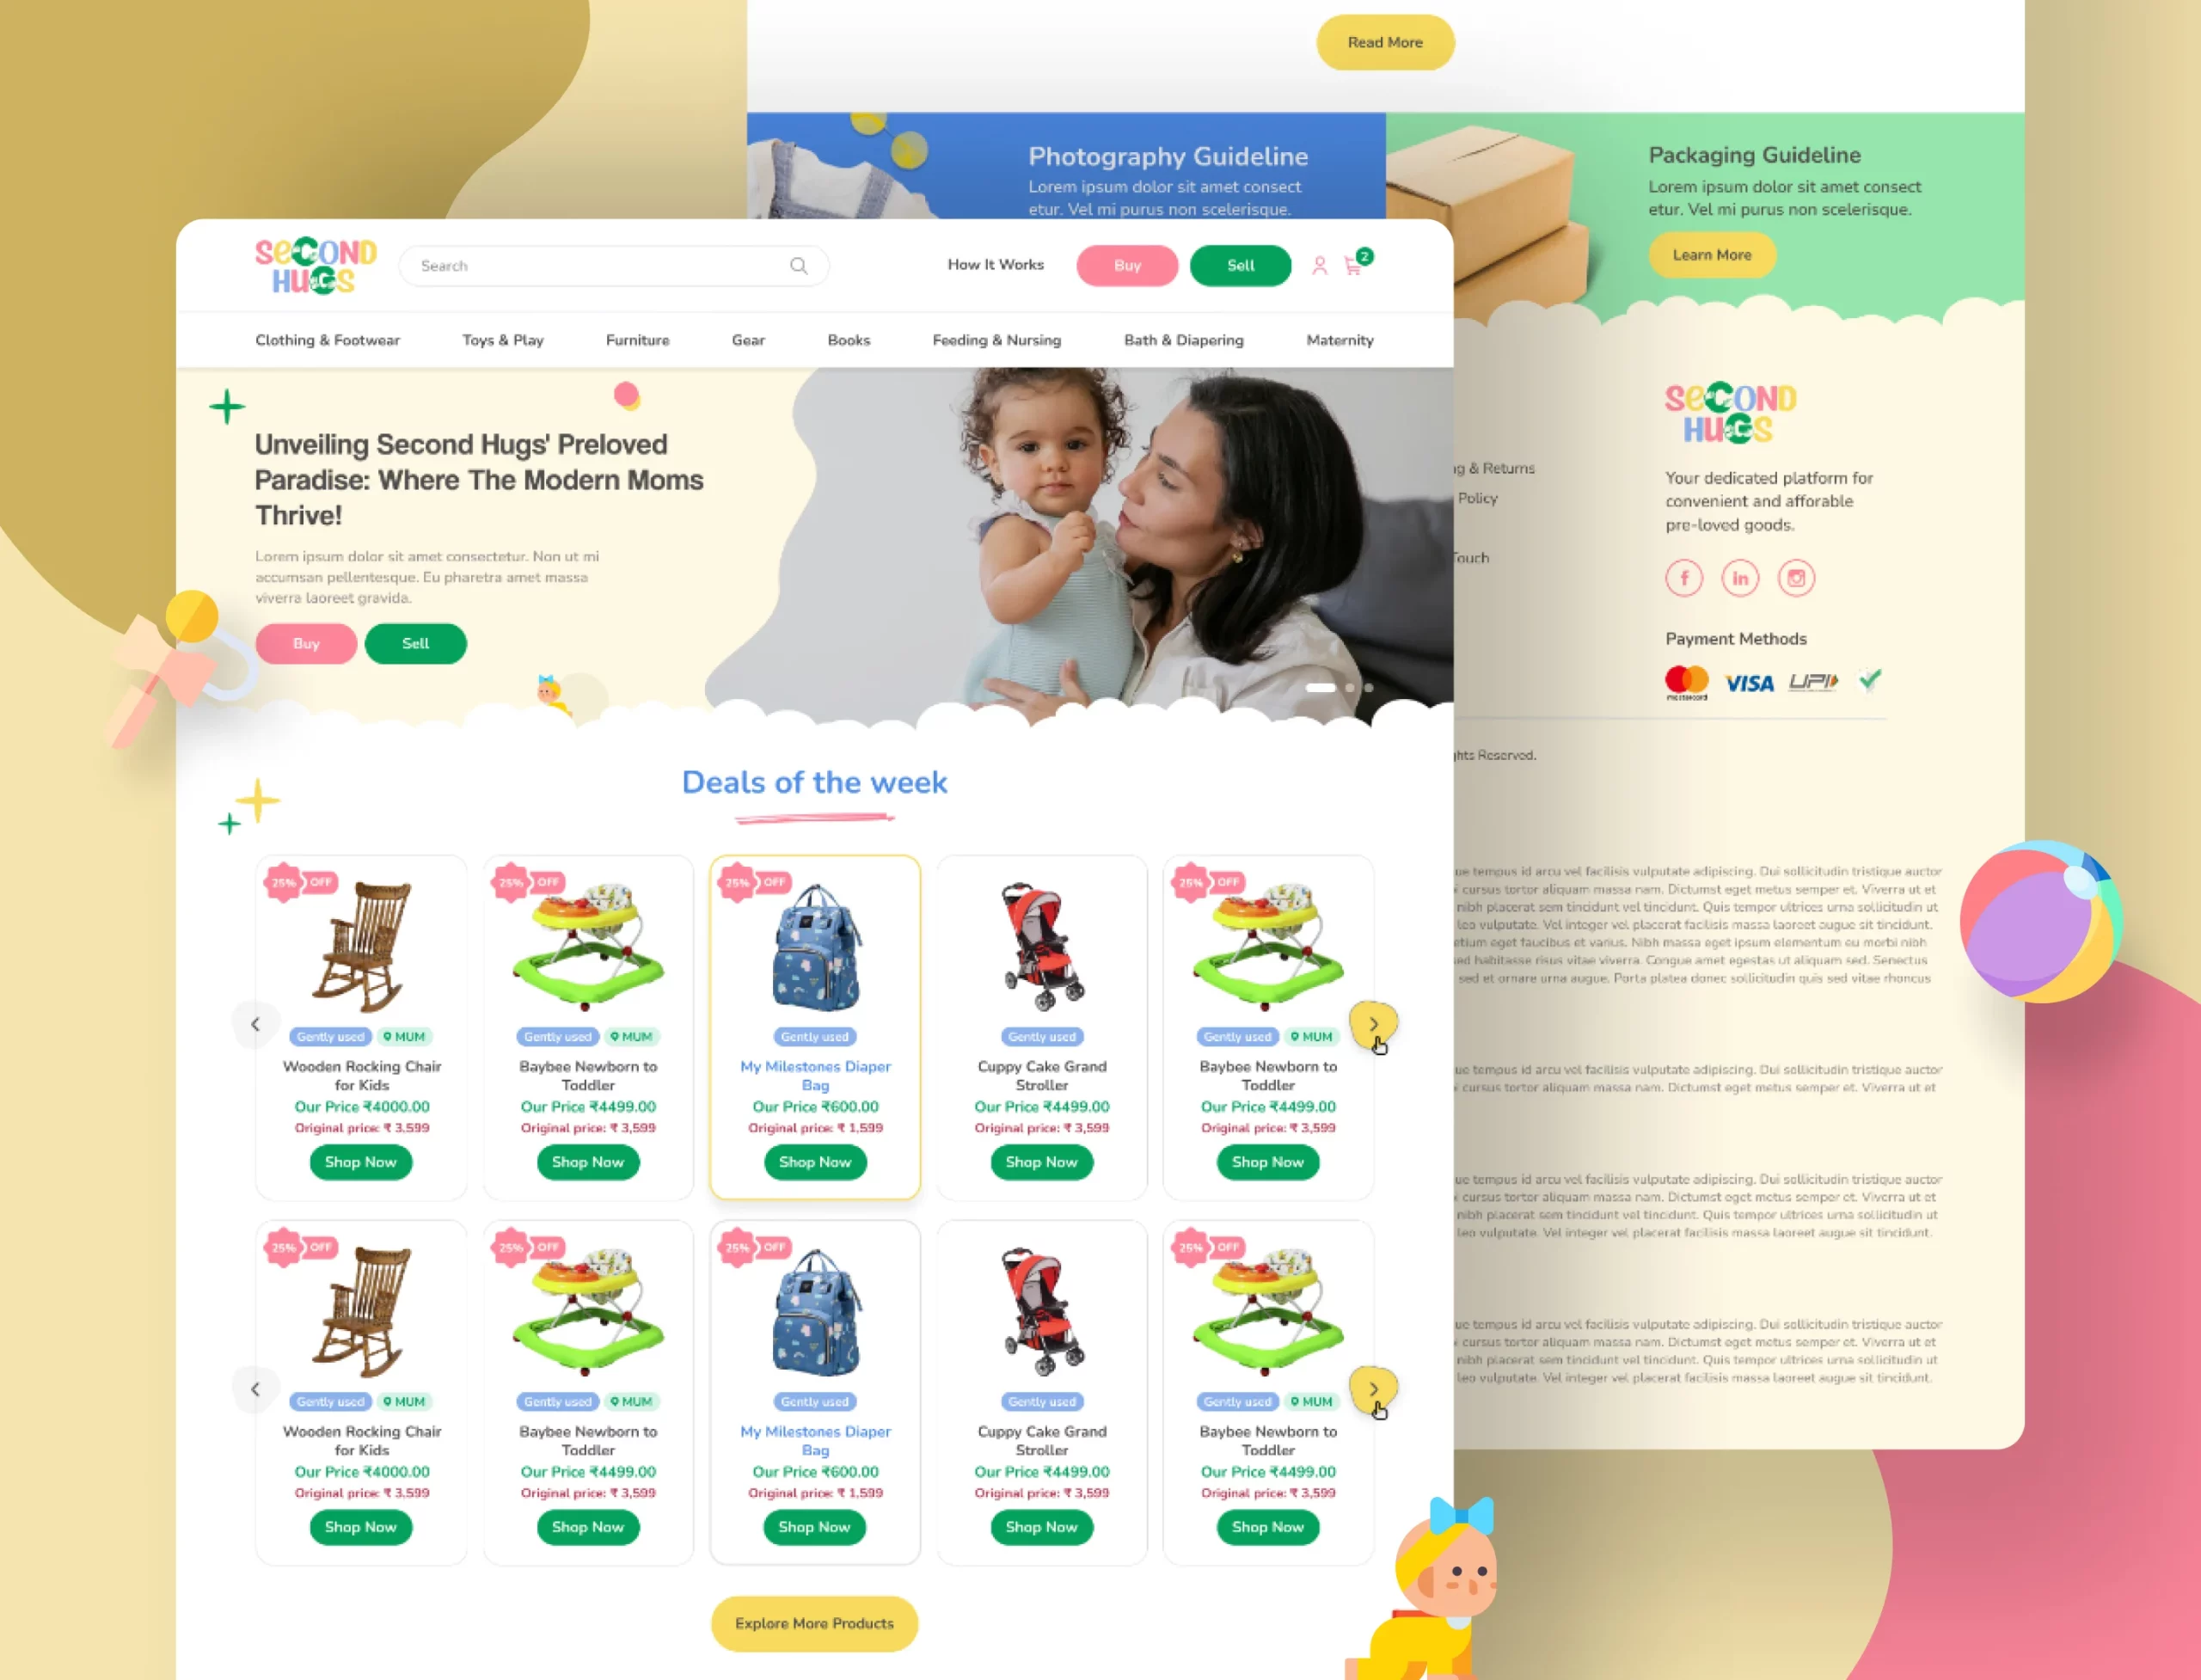 Read More
Photography Guideline
Lorem ipsum dolor sit amet consect
etur. Vel mi purus non scelerisque.
Packaging Guideline
Lorem ipsum dolor sit amet consect
etur. Vel mi purus non scelerisque.
Learn More
SECOND
HUGS
Search
How It Works
Buy
Sell
2
Clothing & Footwear
Toys & Play
Furniture
Gear
Books
Feeding & Nursing
Bath & Diapering
Maternity
Unveiling Second Hugs' Preloved
Paradise: Where The Modern Moms
Thrive!
Lorem ipsum dolor sit amet consectetur. Non ut mi
accumsan pellentesque. Eu pharetra amet massa
viverra laoreet gravida.
Buy
Sell
Deals of the week
25% OFF
Gently used
MUM
Wooden Rocking Chair
for Kids
Our Price ₹4000.00
Original price: ₹ 3,599
Shop Now
25% OFF
Gently used
MUM
Baybee Newborn to
Toddler
Our Price ₹4499.00
Original price: ₹ 3,599
Shop Now
25% OFF
Gently used
My Milestones Diaper
Bag
Our Price ₹600.00
Original price: ₹ 1,599
Shop Now
Gently used
Cuppy Cake Grand
Stroller
Our Price ₹4499.00
Original price: ₹ 3,599
Shop Now
25% OFF
Gently used
MUM
Baybee Newborn to
Toddler
Our Price ₹4499.00
Original price: ₹ 3,599
Shop Now
25% OFF
Gently used
MUM
Wooden Rocking Chair
for Kids
Our Price ₹4000.00
Original price: ₹ 3,599
Shop Now
25% OFF
Gently used
MUM
Baybee Newborn to
Toddler
Our Price ₹4499.00
Original price: ₹ 3,599
Shop Now
25% OFF
Gently used
My Milestones Diaper
Bag
Our Price ₹600.00
Original price: ₹ 1,599
Shop Now
Gently used
Cuppy Cake Grand
Stroller
Our Price ₹4499.00
Original price: ₹ 3,599
Shop Now
25% OFF
Gently used
MUM
Baybee Newborn to
Toddler
Our Price ₹4499.00
Original price: ₹ 3,599
Shop Now
Explore More Products
g & Returns
Policy
Touch
SECOND
HUGS
Your dedicated platform for
convenient and afforable
pre-loved goods.
f
in
Payment Methods
mastercard
VISA
UPI
hts Reserved.
ue tempus id arcu vel facilisis vulputate adipiscing. Dui sollicitudin tristique auctor
cursus tortor aliquam massa nam. Dictumst eget metus semper et. Viverra ut et
nibh placerat sem tincidunt vel tincidunt. Quis tempor ultrices urna sollicitudin ut
leo vulputate. Vel integer vel placerat facilisis massa laoreet augue sit tincidunt.
etium eget faucibus et varius. Nibh massa eget ipsum elementum eu morbi nibh
ed habitasse risus vitae viverra. Congue amet egestas ut aliquam sed. Senectus
sed et ornare urna augue. Porta platea donec sollicitudin quis sed vitae rhoncus
ue tempus id arcu vel facilisis vulputate adipiscing. Dui sollicitudin tristique auctor
cursus tortor aliquam massa nam. Dictumst eget metus semper et. Viverra ut et
ue tempus id arcu vel facilisis vulputate adipiscing. Dui sollicitudin tristique auctor
cursus tortor aliquam massa nam. Dictumst eget metus semper et. Viverra ut et
nibh placerat sem tincidunt vel tincidunt. Quis tempor ultrices urna sollicitudin ut
leo vulputate. Vel integer vel placerat facilisis massa laoreet augue sit tincidunt.
ue tempus id arcu vel facilisis vulputate adipiscing. Dui sollicitudin tristique auctor
cursus tortor aliquam massa nam. Dictumst eget metus semper et. Viverra ut et
nibh placerat sem tincidunt vel tincidunt. Quis tempor ultrices urna sollicitudin ut
leo vulputate. Vel integer vel placerat facilisis massa laoreet augue sit tincidunt.